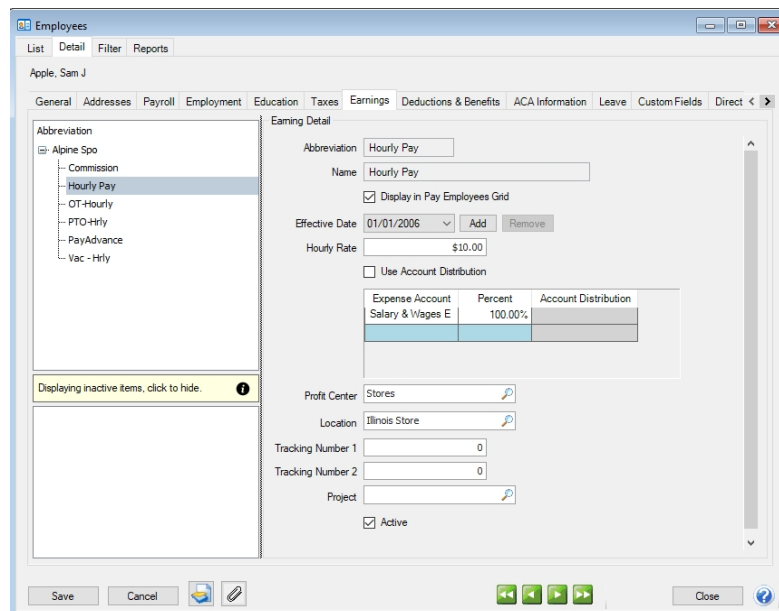 Employees
List Detail Filter Reports
Apple, Sam J
General Addresses Payroll Employment Education Taxes Earnings Deductions & Benefits ACA Information Leave Custom Fields Direct
Abbreviation
Alpine Spo
Commission
Hourly Pay
OT-Hourly
PTO-Hrly
PayAdvance
Vac - Hrly
Displaying inactive items, click to hide.
Earning Detail
Abbreviation Hourly Pay
Name Hourly Pay
Display in Pay Employees Grid
Effective Date 01/01/2006 Add Remove
Hourly Rate $10.00
Use Account Distribution
Expense Account Percent Account Distribution
Salary & Wages E 100.00%
Profit Center Stores
Location Illinois Store
Tracking Number 1 0
Tracking Number 2 0
Project
Active
Save Cancel Close